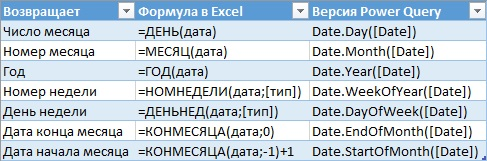 Возвращает Формула в Excel Версия Power Query
Число месяца =ДЕНЬ(дата) Date.Day([Date])
Номер месяца =МЕСЯЦ(дата) Date.Month([Date])
Год =ГОД(дата) Date.Year([Date])
Номер недели =НОМНЕДЕЛИ(дата;[тип]) Date.WeekOfYear([Date])
День недели =ДЕНЬНЕД(дата;[тип]) Date.DayOfWeek([Date])
Дата конца месяца =КОНМЕСЯЦА(дата;0) Date.EndOfMonth([Date])
Дата начала месяца =КОНМЕСЯЦА(дата;-1)+1 Date.StartOfMonth([Date])